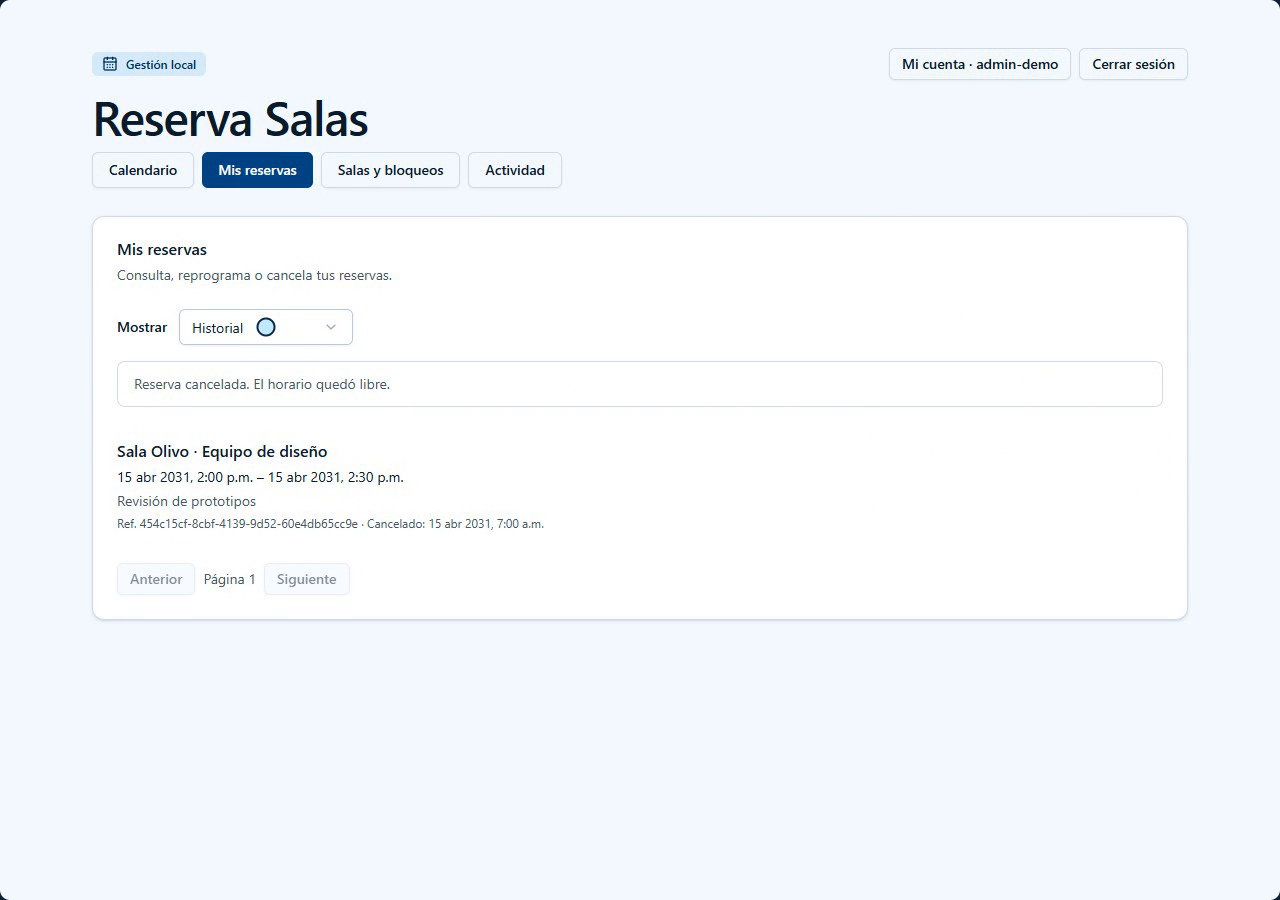 Gestión local
Mi cuenta · admin-demo
Cerrar sesión
Reserva Salas
Calendario
Mis reservas
Salas y bloqueos
Actividad
Mis reservas
Consulta, reprograma o cancela tus reservas.
Mostrar
Historial
Reserva cancelada. El horario quedó libre.
Sala Olivo · Equipo de diseño
15 abr 2031, 2:00 p.m. – 15 abr 2031, 2:30 p.m.
Revisión de prototipos
Ref. 454c15cf-8cbf-4139-9d52-60e4db65cc9e · Cancelado: 15 abr 2031, 7:00 a.m.
Anterior
Página 1
Siguiente